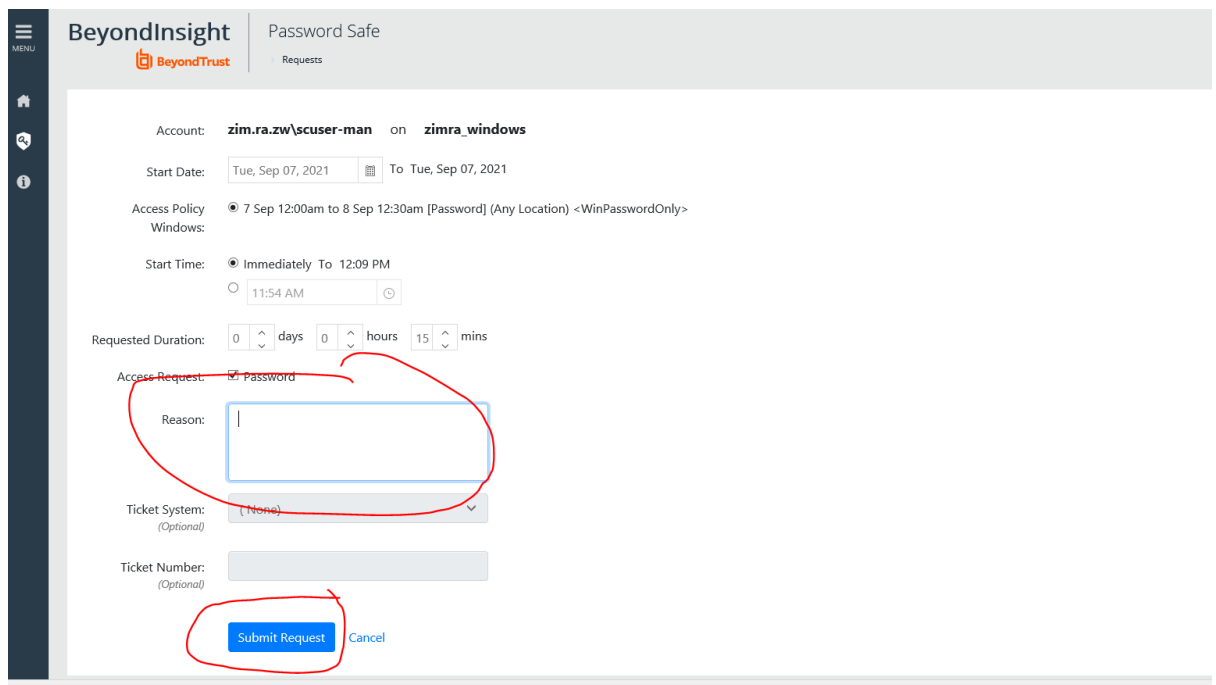 BeyondInsight
Password Safe
MENU
BeyondTrust
Requests
Account: zim.ra.zw\scuser-man on zimra_windows
Start Date: Tue, Sep 07, 2021 To Tue, Sep 07, 2021
Access Policy Windows: 7 Sep 12:00am to 8 Sep 12:30am [Password] (Any Location) <WinPasswordOnly>
Start Time: Immediately To 12:09 PM
11:54 AM
Requested Duration: 0 days 0 hours 15 mins
Access Request: Password
Reason:
Ticket System: ( None)
(Optional)
Ticket Number:
(Optional)
Submit Request Cancel